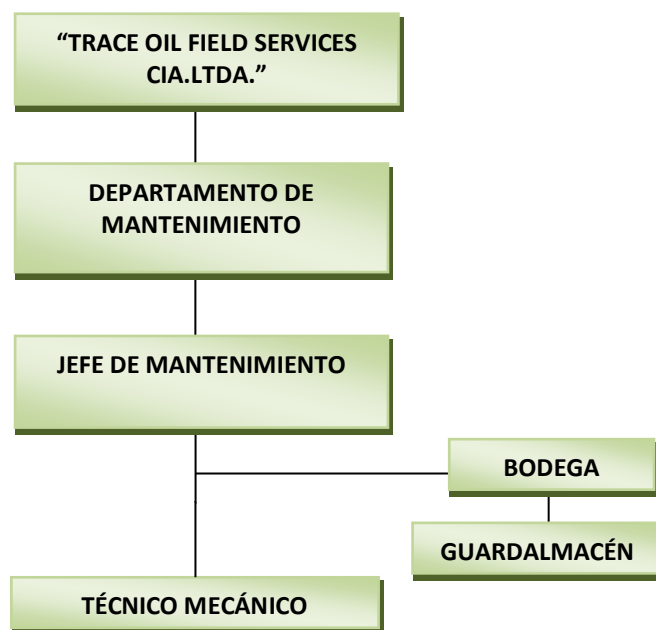 “TRACE OIL FIELD SERVICES
CIA.LTDA.”
DEPARTAMENTO DE
MANTENIMIENTO
JEFE DE MANTENIMIENTO
BODEGA
GUARDALMACÉN
TÉCNICO MECÁNICO